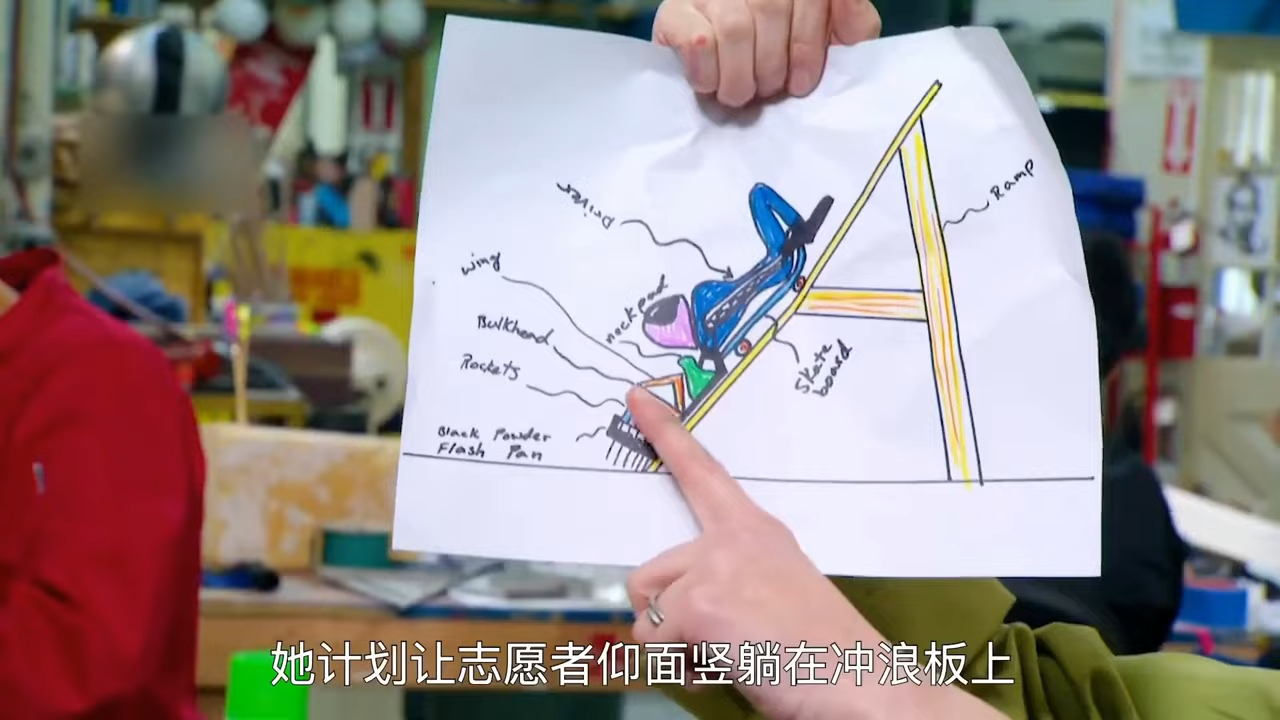 Driver
Ramp
wing
neckpad
Bulkhead
Rockets
Skate
board
Black Powder
Flash Pan
她计划让志愿者仰面竖躺在冲浪板上